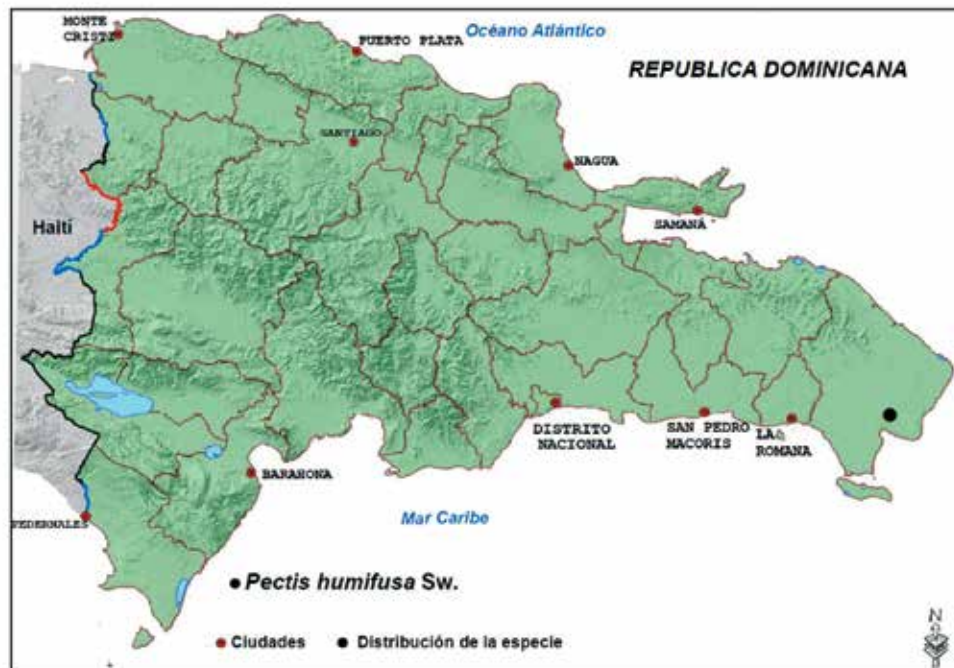 MONTE
CRISTI
PUERTO PLATA
Océano Atlántico
REPUBLICA DOMINICANA
SANTIAGO
NAGUA
SAMANÁ
Haltí
DISTRITO
NACIONAL
SAN PEDRO
MACORIS
LA
ROMANA
BARAHONA
PEDERNALES
Mar Caribe
Pectis humifusa Sw.
Ciudades
Distribución de la especie
N